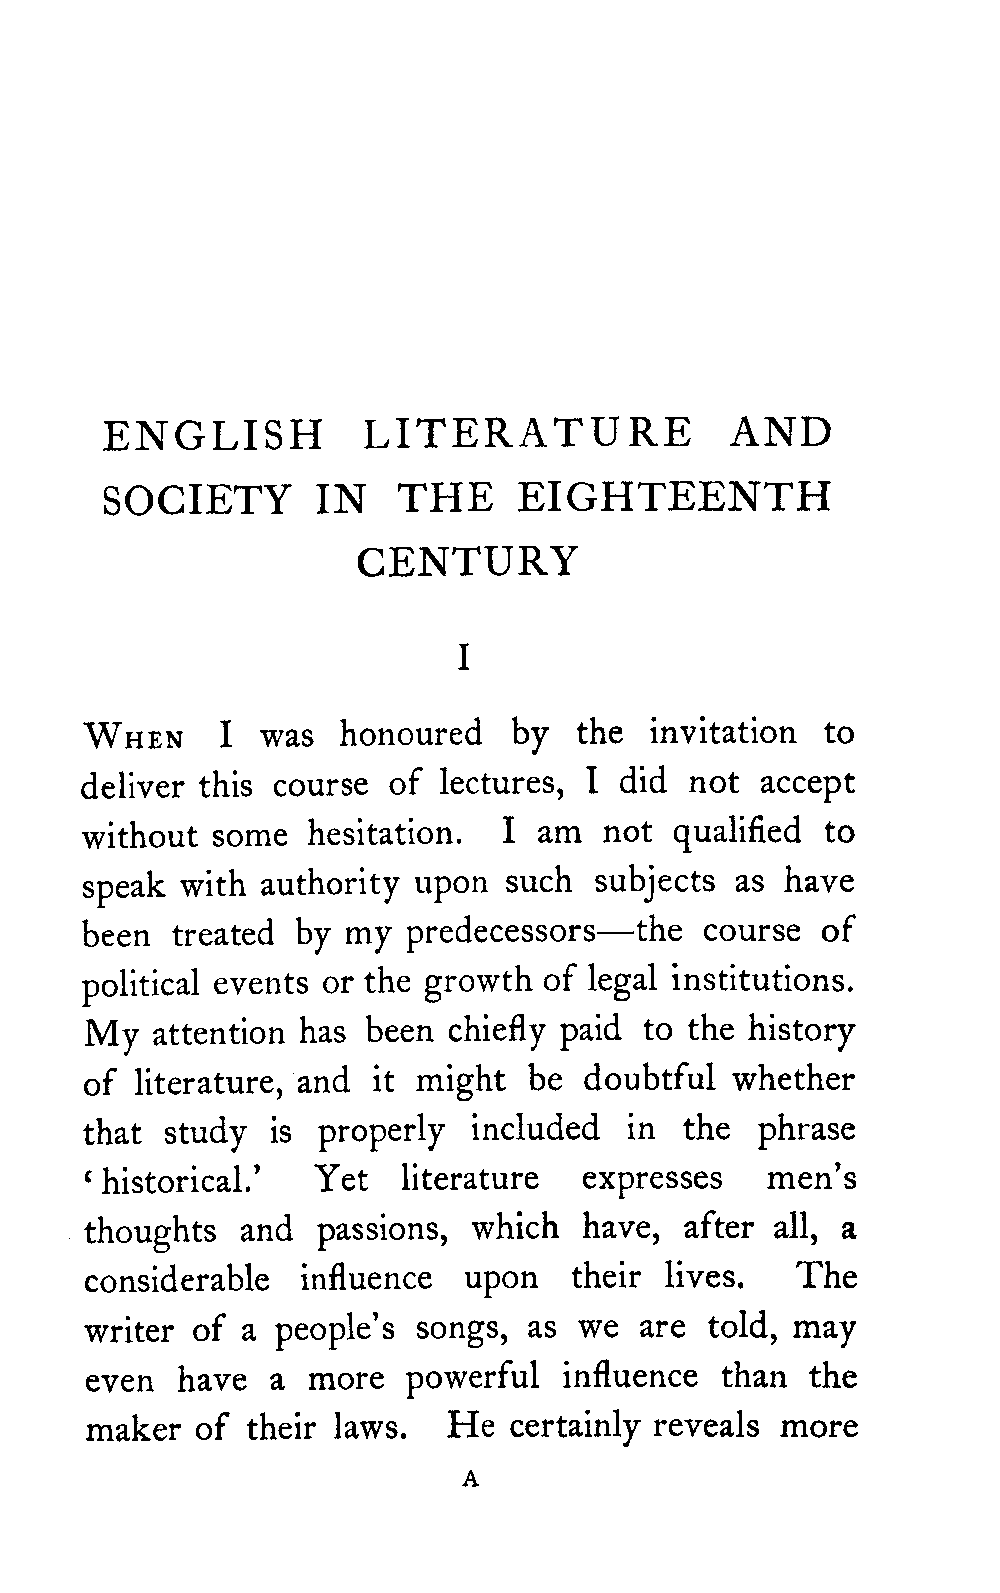 ENGLISH LITERATURE AND
SOCIETY IN THE EIGHTEENTH
CENTURY
I
WHEN I was honoured by the invitation to
deliver this course of lectures, I did not accept
without some hesitation. I am not qualified to
speak with authority upon such subjects as have
been treated by my predecessors—the course of
political events or the growth of legal institutions.
My attention has been chiefly paid to the history
of literature, and it might be doubtful whether
that study is properly included in the phrase
‘historical.’ Yet literature expresses men’s
thoughts and passions, which have, after all, a
considerable influence upon their lives. The
writer of a people’s songs, as we are told, may
even have a more powerful influence than the
maker of their laws. He certainly reveals more
A